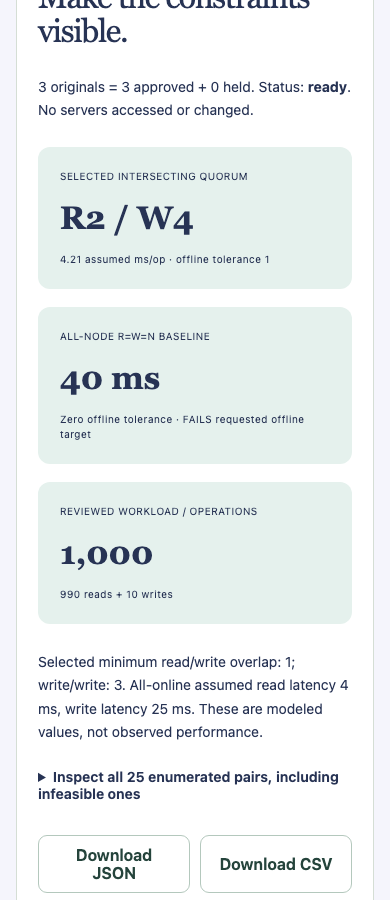 Make the constraints
visible.
3 originals = 3 approved + 0 held. Status: ready.
No servers accessed or changed.
SELECTED INTERSECTING QUORUM
R2 / W4
4.21 assumed ms/op · offline tolerance 1
ALL-NODE R=W=N BASELINE
40 ms
Zero offline tolerance · FAILS requested offline
target
REVIEWED WORKLOAD / OPERATIONS
1,000
990 reads + 10 writes
Selected minimum read/write overlap: 1;
write/write: 3. All-online assumed read latency 4
ms, write latency 25 ms. These are modeled
values, not observed performance.
Inspect all 25 enumerated pairs, including
infeasible ones
Download
JSON
Download CSV